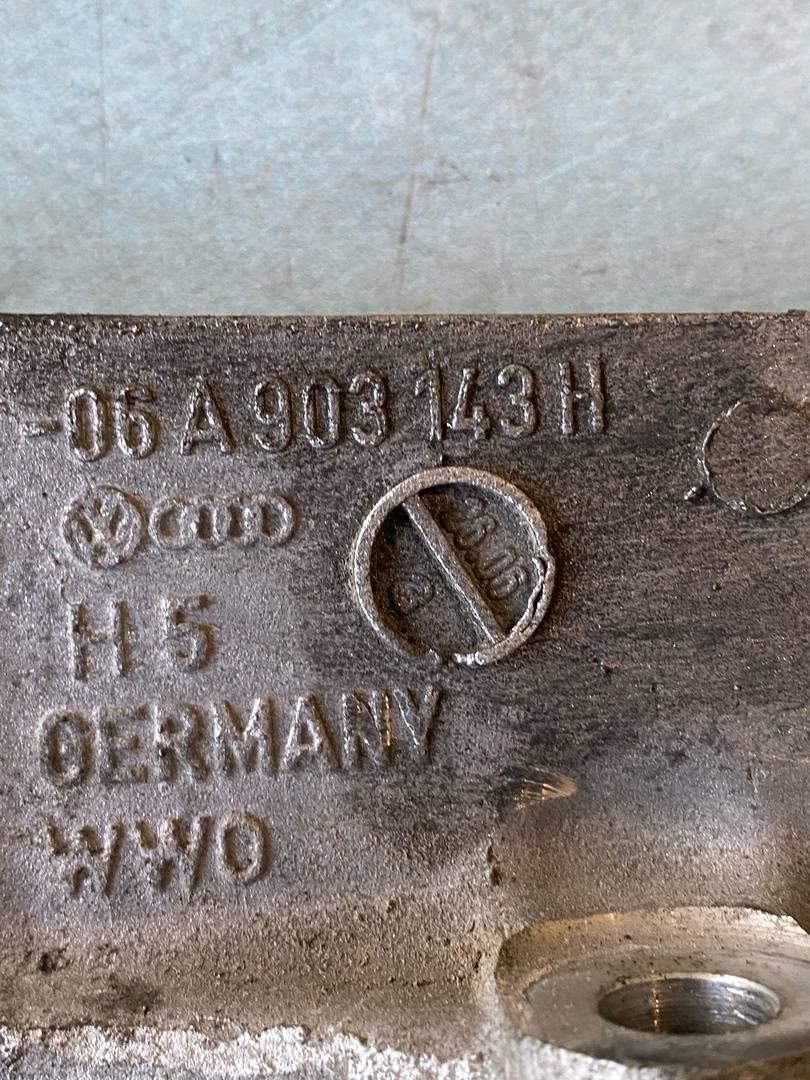 -06 A 903 143 H
H 5
GERMANY
WWO